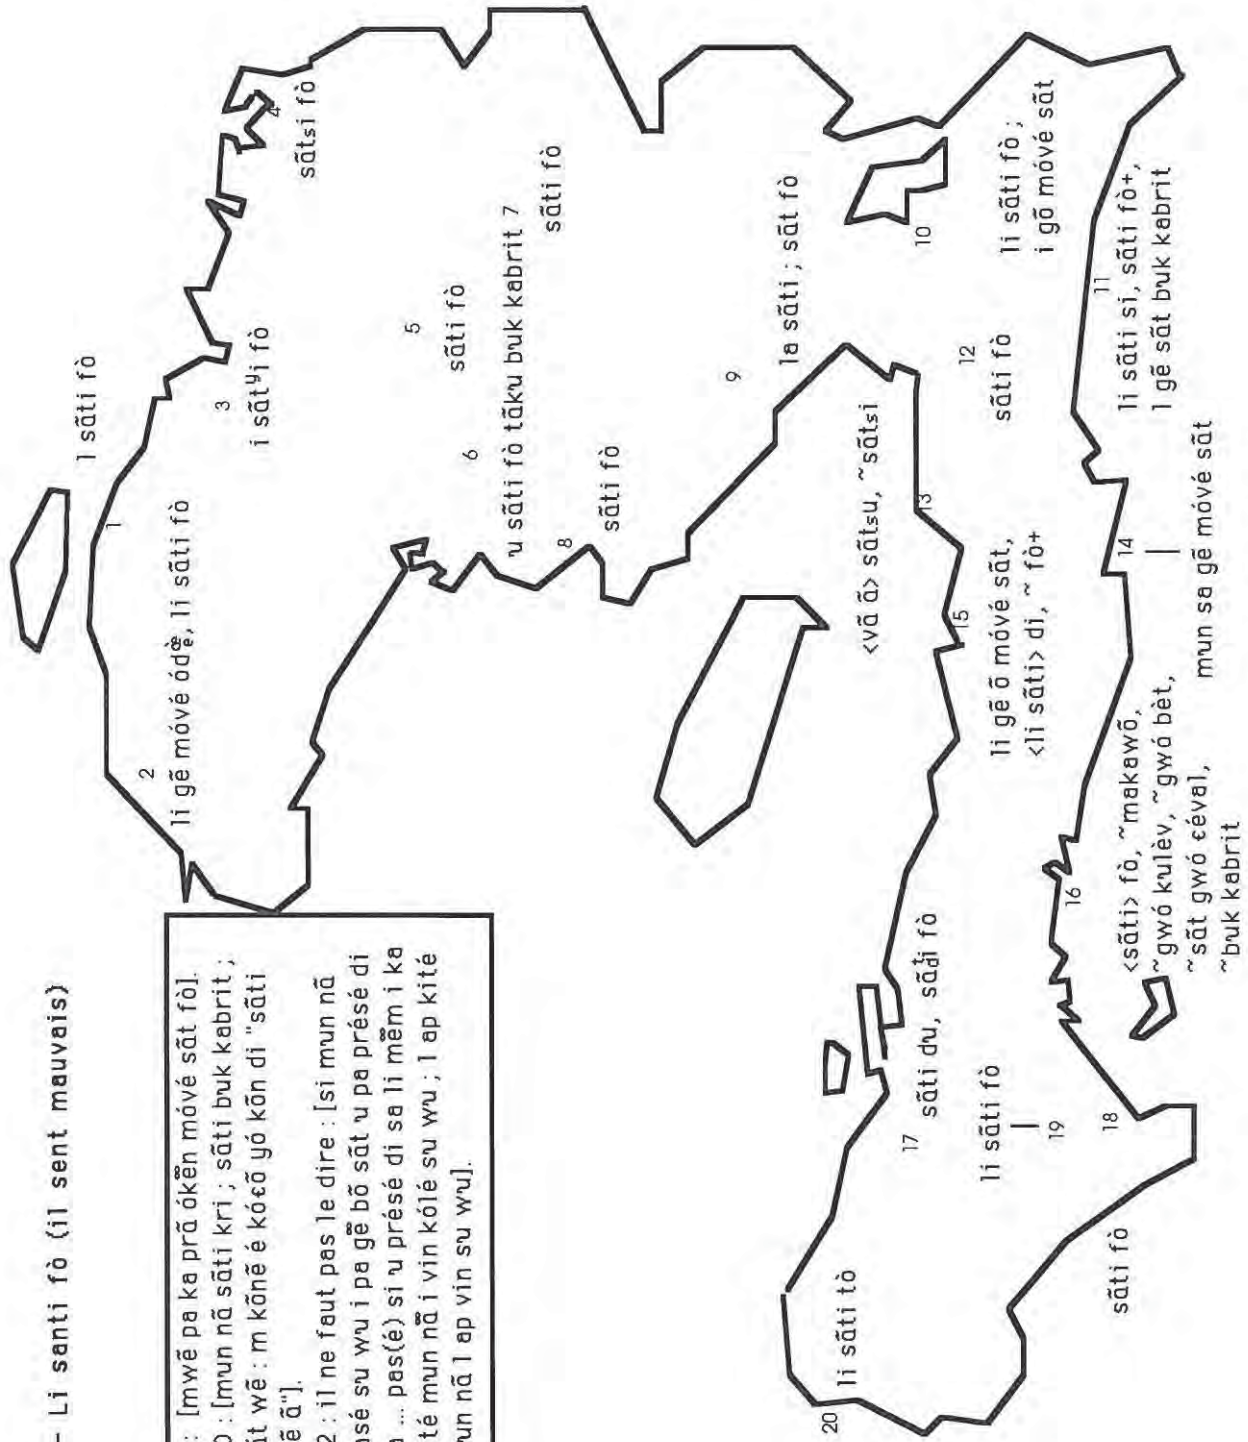 – Li santi fò (il sent mauvais)
: [mwẽ pa ka prã ókẽn móvé sãt fò].
0 : [mun nã sãti kri ; sãti buk kabrit ;
it wẽ : m kõnẽ é kóɛõ yó kõn di "sãti
é ã"].
2 : il ne faut pas le dire : [si mun nã
asé su wu i pa gẽ bõ sãt u pa présé di
a ... pas(é) si u présé di sa li mẽm i ka
té mun nã i vin kólé su wu ; l ap kité
un nã l ap vin su wu].
l sãti fò
1
2
li gẽ móvé ódẽ, li sãti fò
3
i sãtʸi fò
4
sãtsi fò
5
sãti fò
6
u sãti fò tãku buk kabrit 7
sãti fò
8
sãti fò
9
la sãti ; sãt fò
10
li sãti fò ;
i gõ móvé sãt
11
li sãti si, sãti fò+,
l gẽ sãt buk kabrit
12
sãti fò
13
<vã ã> sãtsu, ~sãtsi
14
mun sa gẽ móvé sãt
15
li gẽ õ móvé sãt,
<li sãti> di, ~ fò+
16
<sãti> fò, ~makawõ,
~gwó kulèv, ~gwó bèt,
~sãt gwó ɛéval,
~buk kabrit
17
sãti du, sãdi fò
18
sãti fò
li sãti fò
19
20
li sãti tò